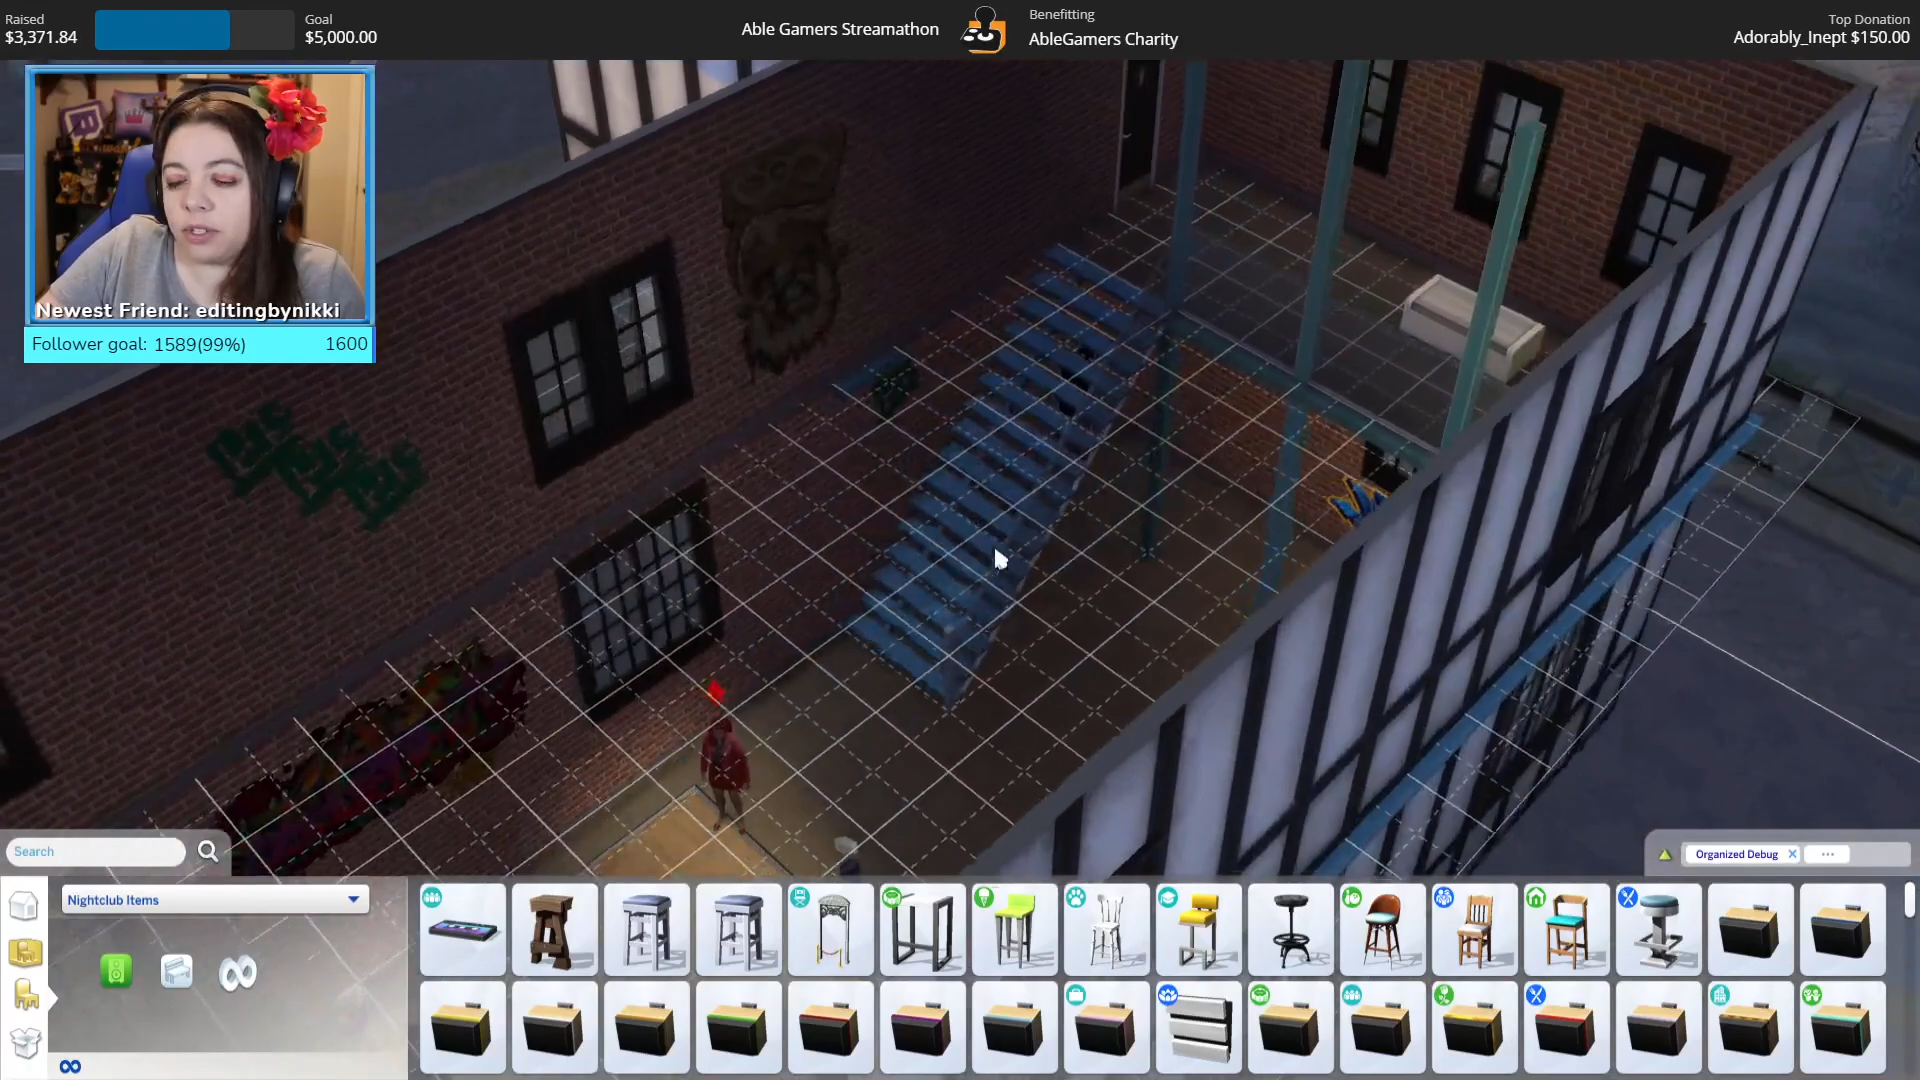 Raised
$3,371.84
Goal
$5,000.00
Able Gamers Streamathon
Benefitting
AbleGamers Charity
Top Donation
Adorably_Inept $150.00
Newest Friend: editingbynikki
Follower goal: 1589(99%) 1600
Search
Organized Debug
Nightclub Items